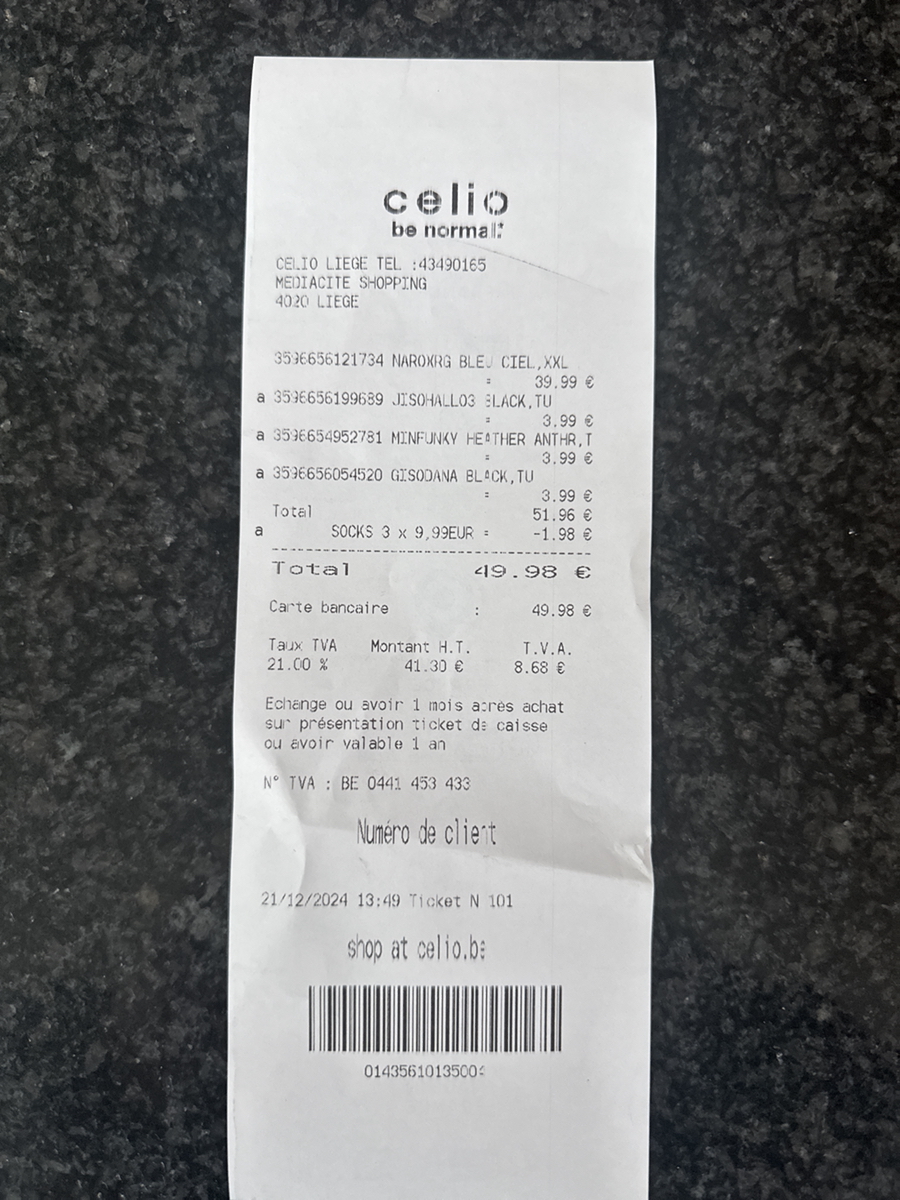 celio
be normal*
CELIO LIEGE TEL :43490165
MEDIACITE SHOPPING
4020 LIEGE
3596656121734 NAROXRG BLEU CIEL,XXL
= 39.99 €
a 3596656199689 JISOHALLO3 BLACK,TU
= 3.99 €
a 3596654952781 MINFUNKY HEATHER ANTHR,T
= 3.99 €
a 3596656054520 GISODANA BLACK,TU
= 3.99 €
Total 51.96 €
a SOCKS 3 x 9,99EUR = -1.98 €
Total 49.98 €
Carte bancaire : 49.98 €
Taux TVA Montant H.T. T.V.A.
21.00 % 41.30 € 8.68 €
Echange ou avoir 1 mois après achat
sur présentation ticket de caisse
ou avoir valable 1 an
N° TVA : BE 0441 453 433
Numéro de client
21/12/2024 13:49 Ticket N 101
shop at celio.be